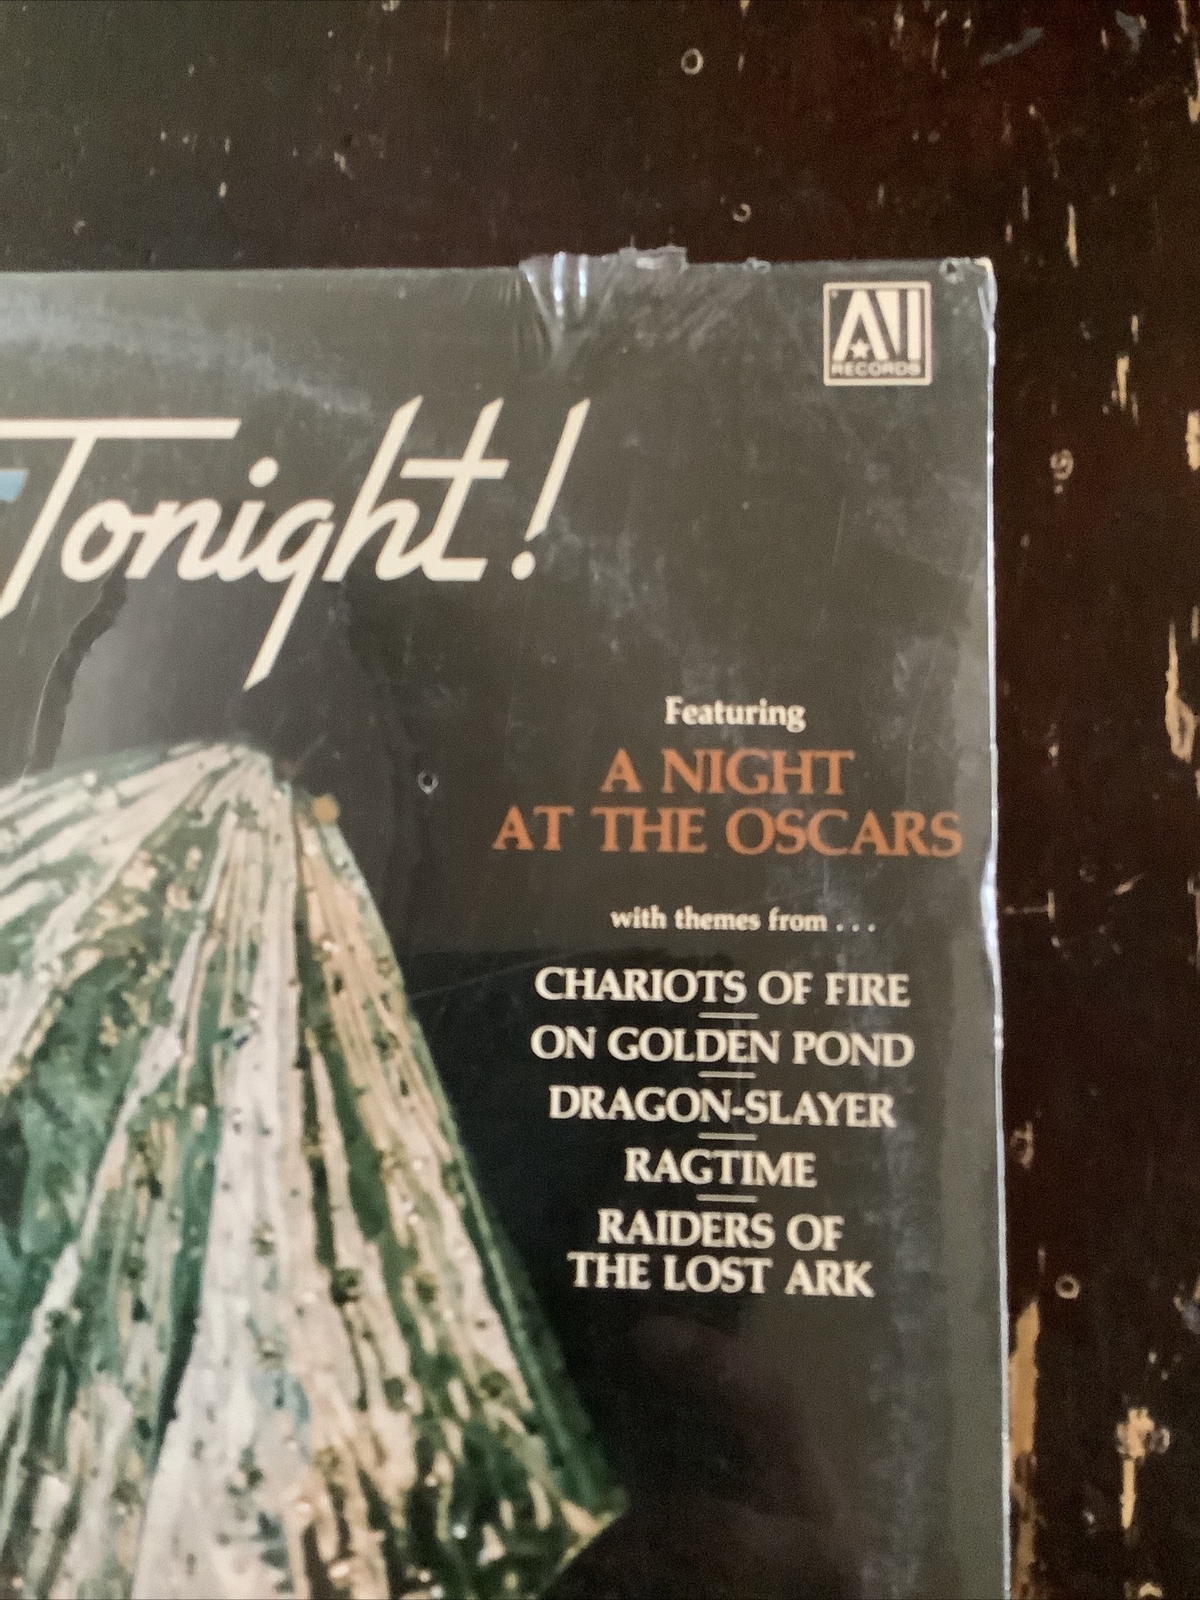 AVI
RECORDS
Tonight!
Featuring
A NIGHT
AT THE OSCARS
with themes from . . .
CHARIOTS OF FIRE
ON GOLDEN POND
DRAGON-SLAYER
RAGTIME
RAIDERS OF
THE LOST ARK